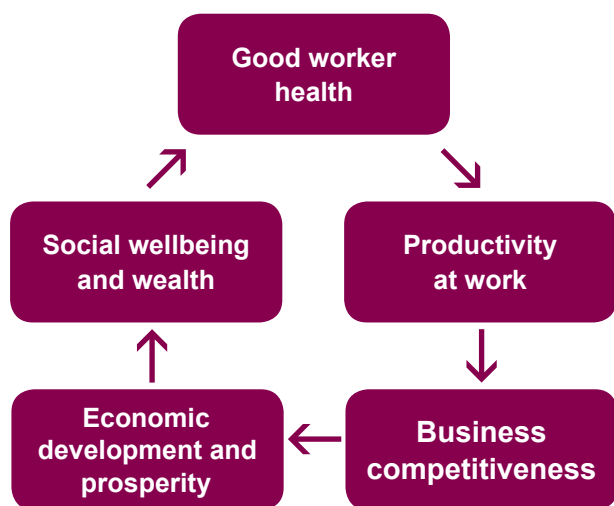 Good worker
health
Productivity
at work
Business
competitiveness
Economic
development and
prosperity
Social wellbeing
and wealth